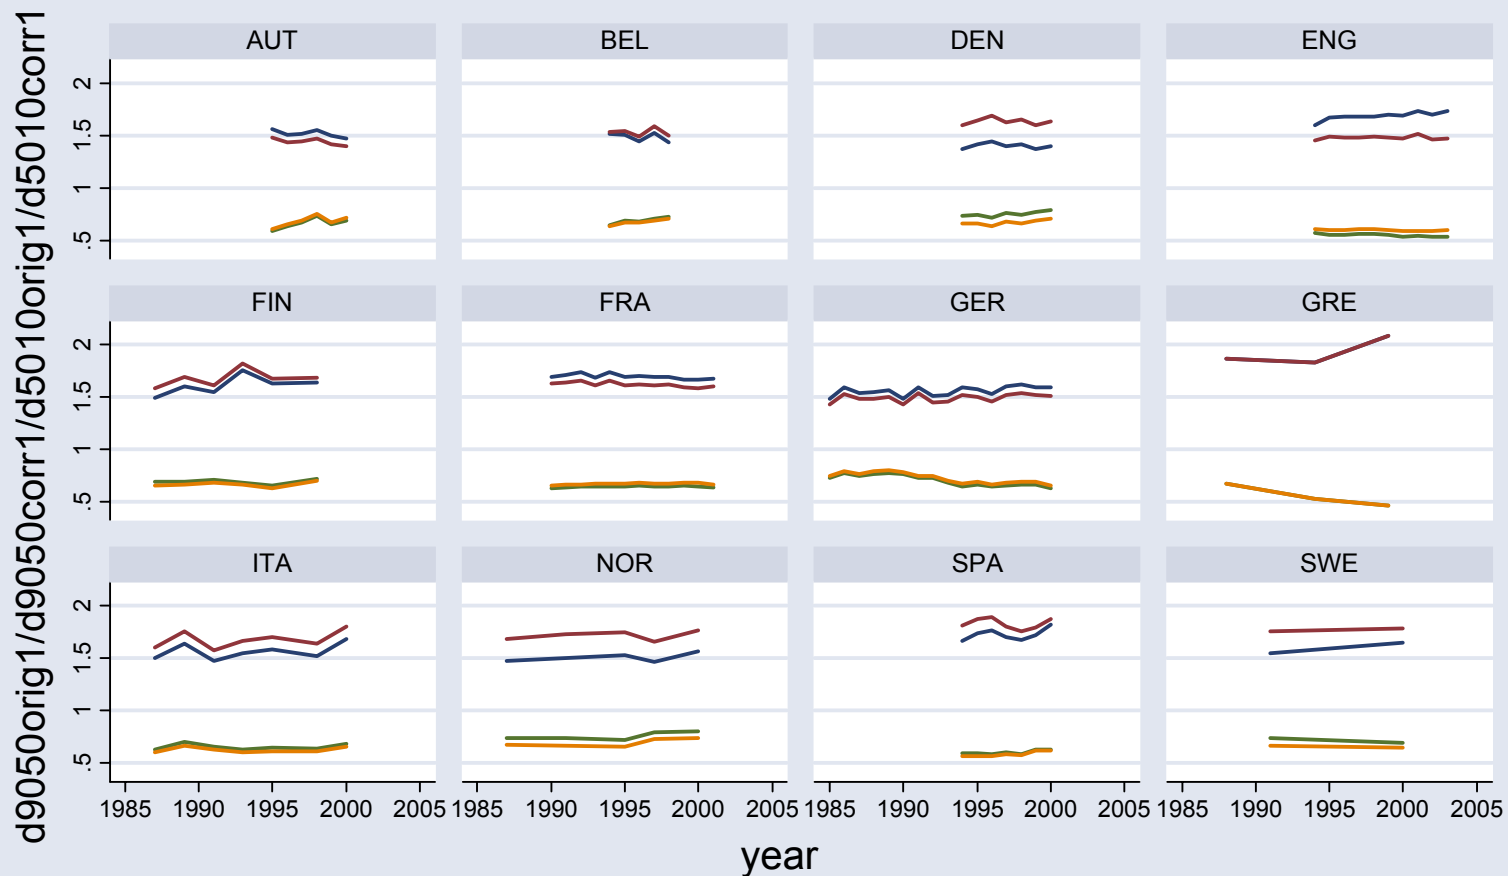 d9050orig1/d9050corr1/d5010orig1/d5010corr1
AUT BEL DEN ENG
2
1.5
1
.5
FIN FRA GER GRE
2
1.5
1
.5
ITA NOR SPA SWE
2
1.5
1
.5
1985 1990 1995 2000 2005 1985 1990 1995 2000 2005 1985 1990 1995 2000 2005 1985 1990 1995 2000 2005
year